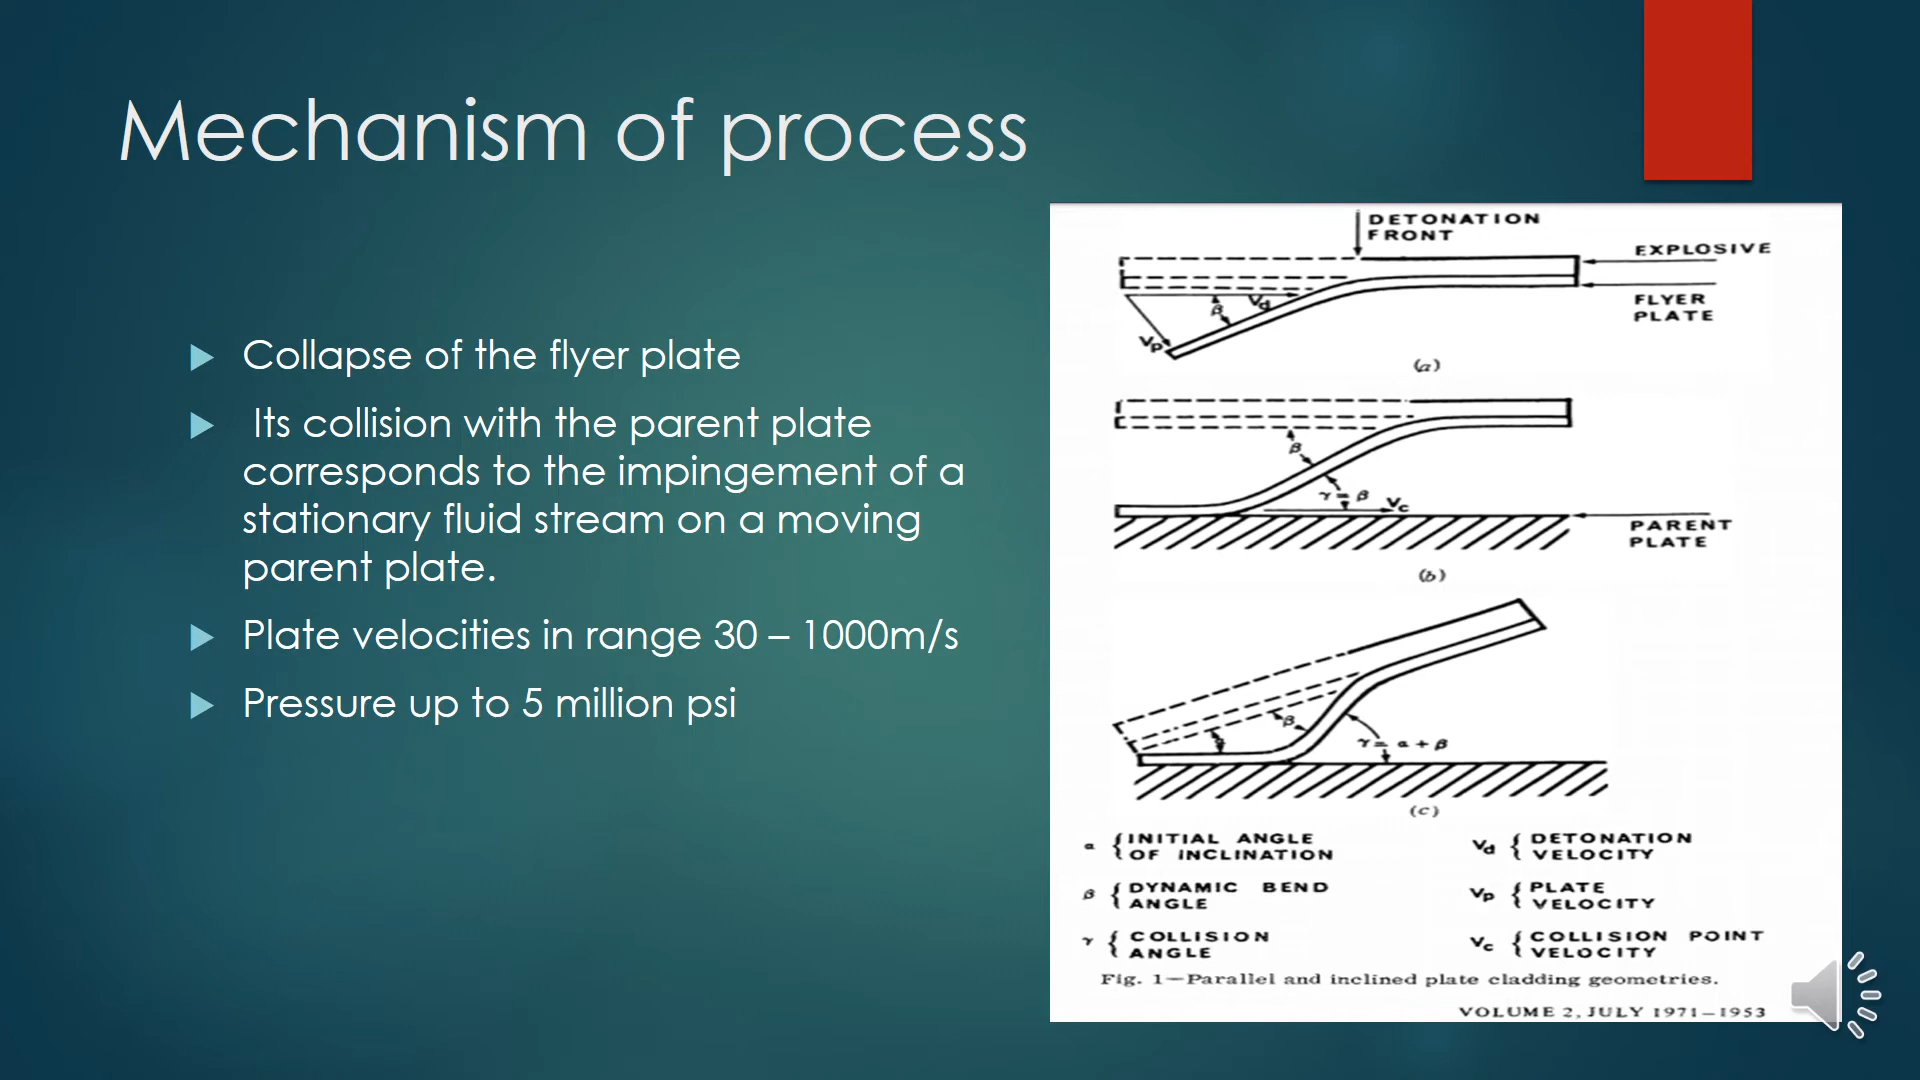 Mechanism of process
Collapse of the flyer plate
Its collision with the parent plate
corresponds to the impingement of a
stationary fluid stream on a moving
parent plate.
Plate velocities in range 30 – 1000m/s
Pressure up to 5 million psi
DETONATION
FRONT
EXPLOSIVE
FLYER
PLATE
β
Vd
Vp
(a)
β
γ = β
Vc
PARENT
PLATE
(b)
β
γ = α + β
(c)
α { INITIAL ANGLE
OF INCLINATION
Vd { DETONATION
VELOCITY
β { DYNAMIC BEND
ANGLE
Vp { PLATE
VELOCITY
γ { COLLISION
ANGLE
Vc { COLLISION POINT
VELOCITY
Fig. 1—Parallel and inclined plate cladding geometries.
VOLUME 2, JULY 1971—1953